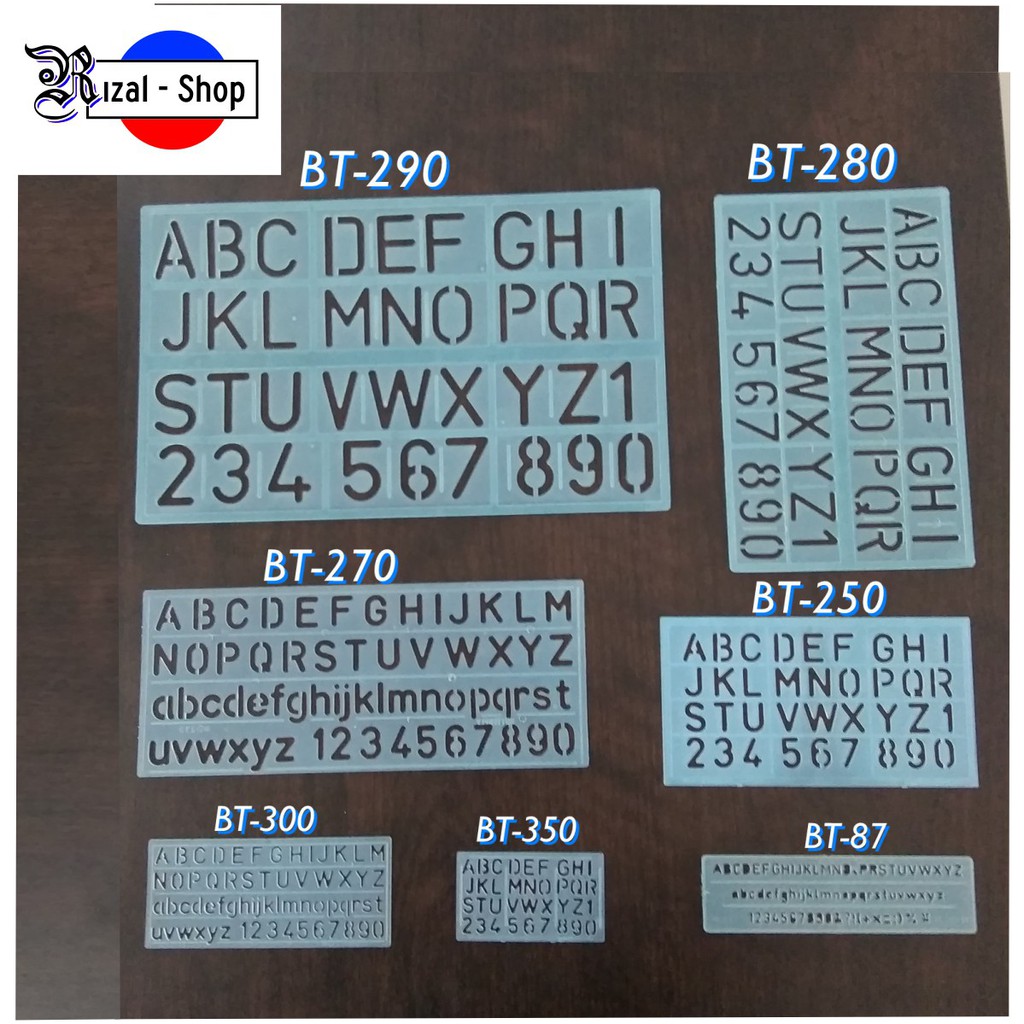 Rizal - Shop
BT-290
ABC DEF GHI
JKL MNO PQR
STU VWX YZ1
234 567 890
BT-280
ABC DEF GHI
JKL MNO PQR
STU VWX YZ1
234 567 890
BT-270
ABCDEFGHIJKLM
NOPQRSTUVWXYZ
abcdefghijklmnopqrst
uvwxyz 1234567890
BT-250
ABC DEF GHI
JKL MNO PQR
STU VWX YZ1
234 567 890
BT-300
ABCDEFGHIJKLM
NOPQRSTUVWXYZ
abcdefghijklmnopqrst
uvwxyz 1234567890
BT-350
ABC DEF GHI
JKL MNO PQR
STU VWX YZ1
234 567 890
BT-87
ABCDEFGHIJKLMNO.PRSTUVWXYZ
abcdefghijklmnopqrstuvwxyz